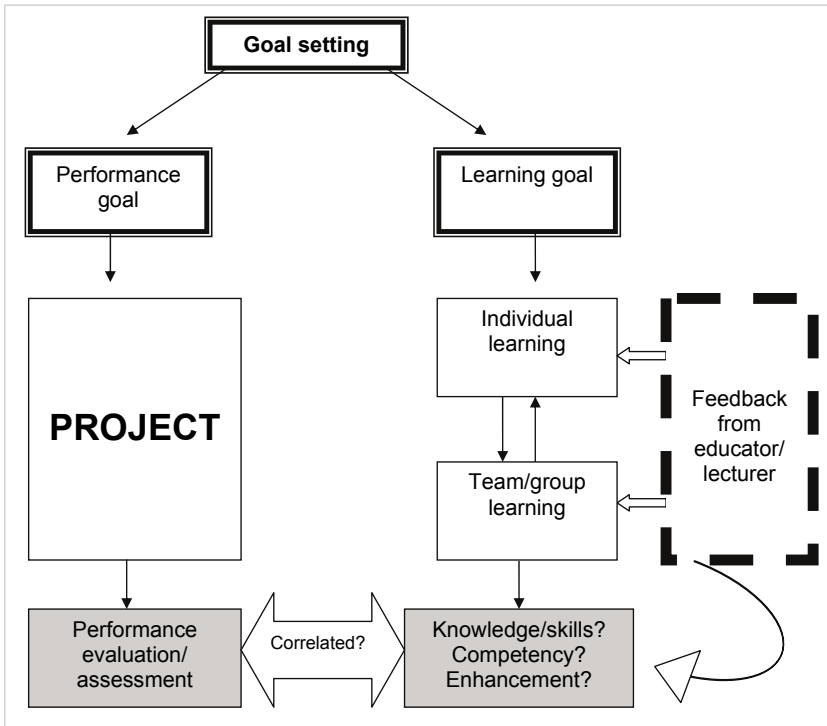 Goal setting
Performance
goal
Learning goal
PROJECT
Individual
learning
Team/group
learning
Feedback
from
educator/
lecturer
Performance
evaluation/
assessment
Correlated?
Knowledge/skills?
Competency?
Enhancement?